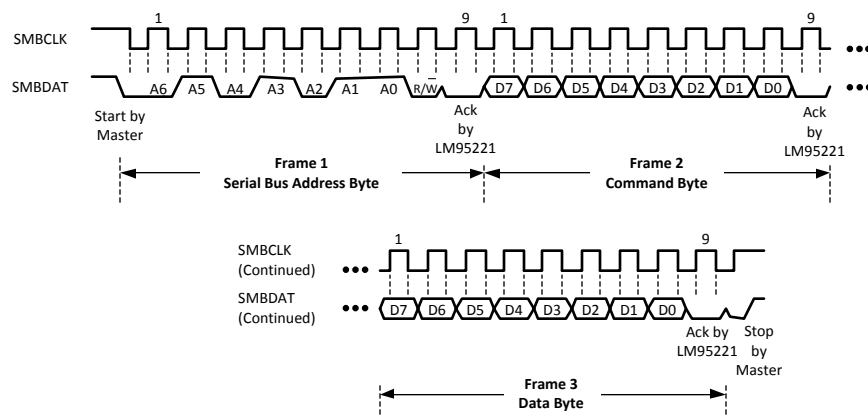 1 9 1 9
SMBCLK
SMBDAT
A6 A5 A4 A3 A2 A1 A0 R/W̅ D7 D6 D5 D4 D3 D2 D1 D0
Start by
Master
Ack
by
LM95221
Ack
by
LM95221
Frame 1
Serial Bus Address Byte
Frame 2
Command Byte
1 9
SMBCLK
(Continued)
SMBDAT
(Continued)
D7 D6 D5 D4 D3 D2 D1 D0
Ack by
LM95221
Stop
by
Master
Frame 3
Data Byte